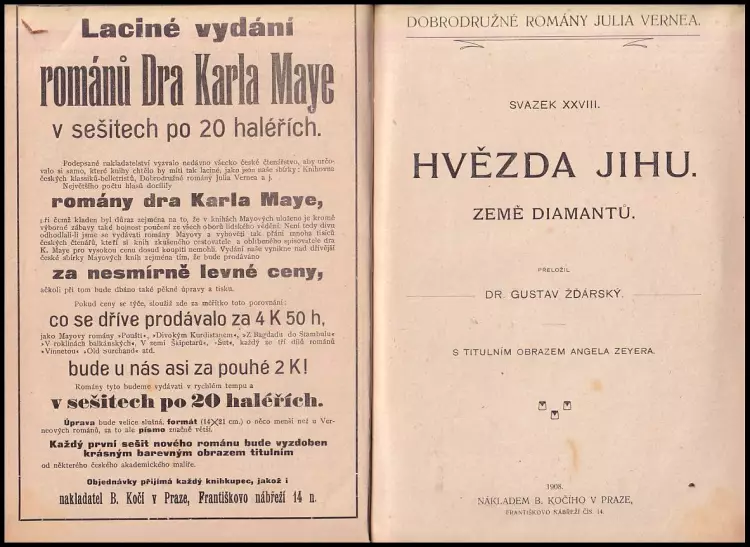 Laciné vydání
románů Dra Karla Maye
v sešitech po 20 haléřích.
Podepsané nakladatelství vyzvalo nedávno všecko české čtenářstvo, aby určo-
valo si samo, které knihy chtělo by míti tak laciné, jako jsou naše sbírky: Knihovna
českých klassiků-belletristů, Dobrodružné romány Julia Vernea a j.
Největšího počtu hlasů docílily
romány dra Karla Maye,
při čemž kladen byl důraz zejména na to, že v knihách Mayových uloženo je kromě
výborné zábavy také hojnost poučení ze všech oborů lidského vědění. Není tedy divu
odhodlali-li jsme se vydávati romány Mayovy a vyhověti tak přání mnoha tisíců
českých čtenářů, kteří si knih zkušeného cestovatele a oblíbeného spisovatele dra
K. Maye pro vysokou cenu dosud koupiti nemohli. Vydání naše vynikne nad dřívější
české sbírky Mayových knih zejména tím, že bude prodáváno
za nesmírně levné ceny,
ačkoli při tom bude dbáno také pěkné úpravy a tisku.
Pokud ceny se týče, sloužiž zde za měřítko toto porovnání:
co se dříve prodávalo za 4 K 50 h,
jako Mayovy romány »Pouští«, »Divokým Kurdistanem«, »Z Bagdadu do Stambulu«
»V roklinách balkánských«, »V zemi Škipetarů«, »Šut«, každý ze tří dílů románů
»Vinnetou« »Old Surehand« atd.
bude u nás asi za pouhé 2 K!
Romány tyto budeme vydávati v rychlém tempu a
v sešitech po 20 haléřích.
Úprava bude velice slušná, formát (14×21 cm.) o něco menší než u Ver-
neových románů, za to ale písmo značně větší.
Každý první sešit nového románu bude vyzdoben
krásným barevným obrazem titulním
od některého českého akademického malíře.
Objednávky přijímá každý knihkupec, jakož i
nakladatel B. Kočí v Praze, Františkovo nábřeží 14 n.
DOBRODRUŽNÉ ROMÁNY JULIA VERNEA.
SVAZEK XXVIII.
HVĚZDA JIHU.
ZEMĚ DIAMANTŮ.
PŘELOŽIL
DR. GUSTAV ŽĎÁRSKÝ.
S TITULNÍM OBRAZEM ANGELA ZEYERA.
1908.
NÁKLADEM B. KOČÍHO V PRAZE,
FRANTIŠKOVO NÁBŘEŽÍ ČÍS. 14.